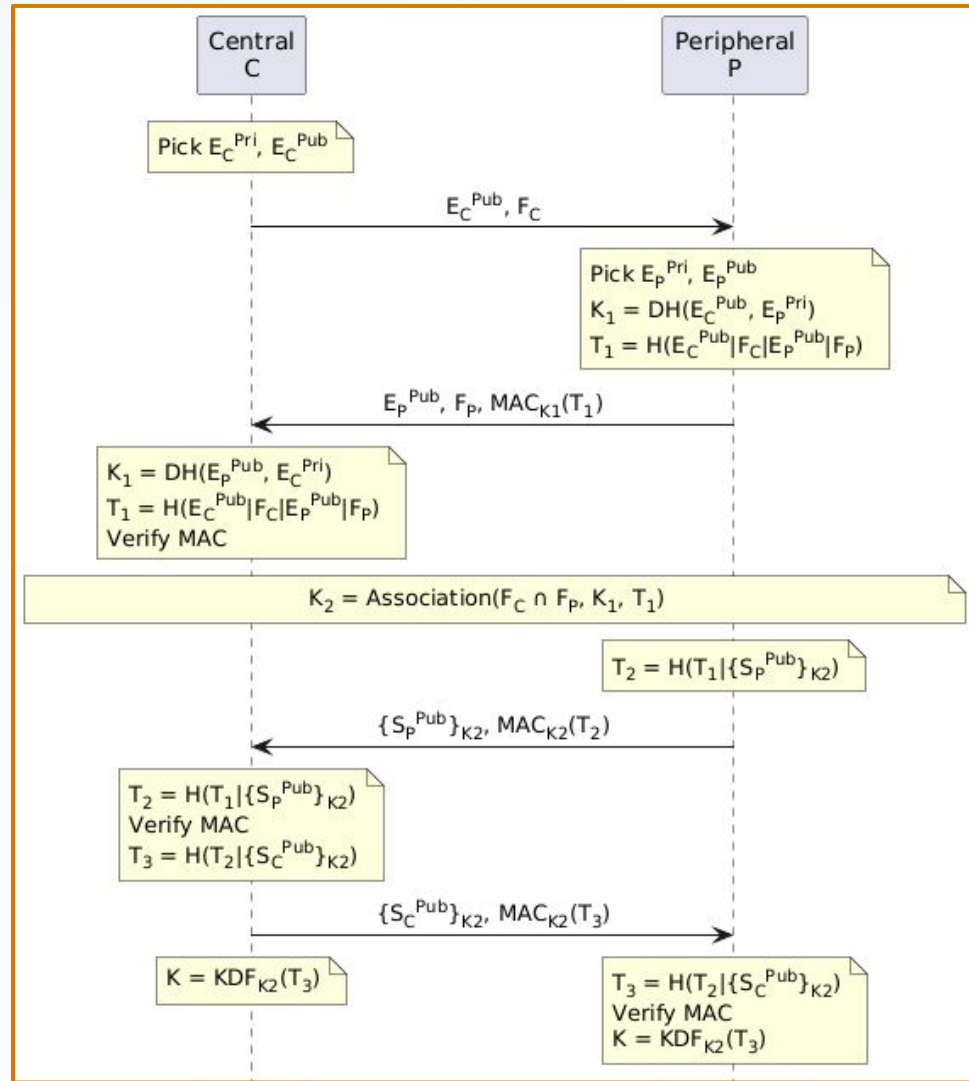 Central
C
Peripheral
P
Pick E_C^Pri, E_C^Pub
E_C^Pub, F_C
Pick E_P^Pri, E_P^Pub
K_1 = DH(E_C^Pub, E_P^Pri)
T_1 = H(E_C^Pub|F_C|E_P^Pub|F_P)
E_P^Pub, F_P, MAC_K1(T_1)
K_1 = DH(E_P^Pub, E_C^Pri)
T_1 = H(E_C^Pub|F_C|E_P^Pub|F_P)
Verify MAC
K_2 = Association(F_C ∩ F_P, K_1, T_1)
T_2 = H(T_1|{S_P^Pub}_K2)
{S_P^Pub}_K2, MAC_K2(T_2)
T_2 = H(T_1|{S_P^Pub}_K2)
Verify MAC
T_3 = H(T_2|{S_C^Pub}_K2)
{S_C^Pub}_K2, MAC_K2(T_3)
K = KDF_K2(T_3)
T_3 = H(T_2|{S_C^Pub}_K2)
Verify MAC
K = KDF_K2(T_3)